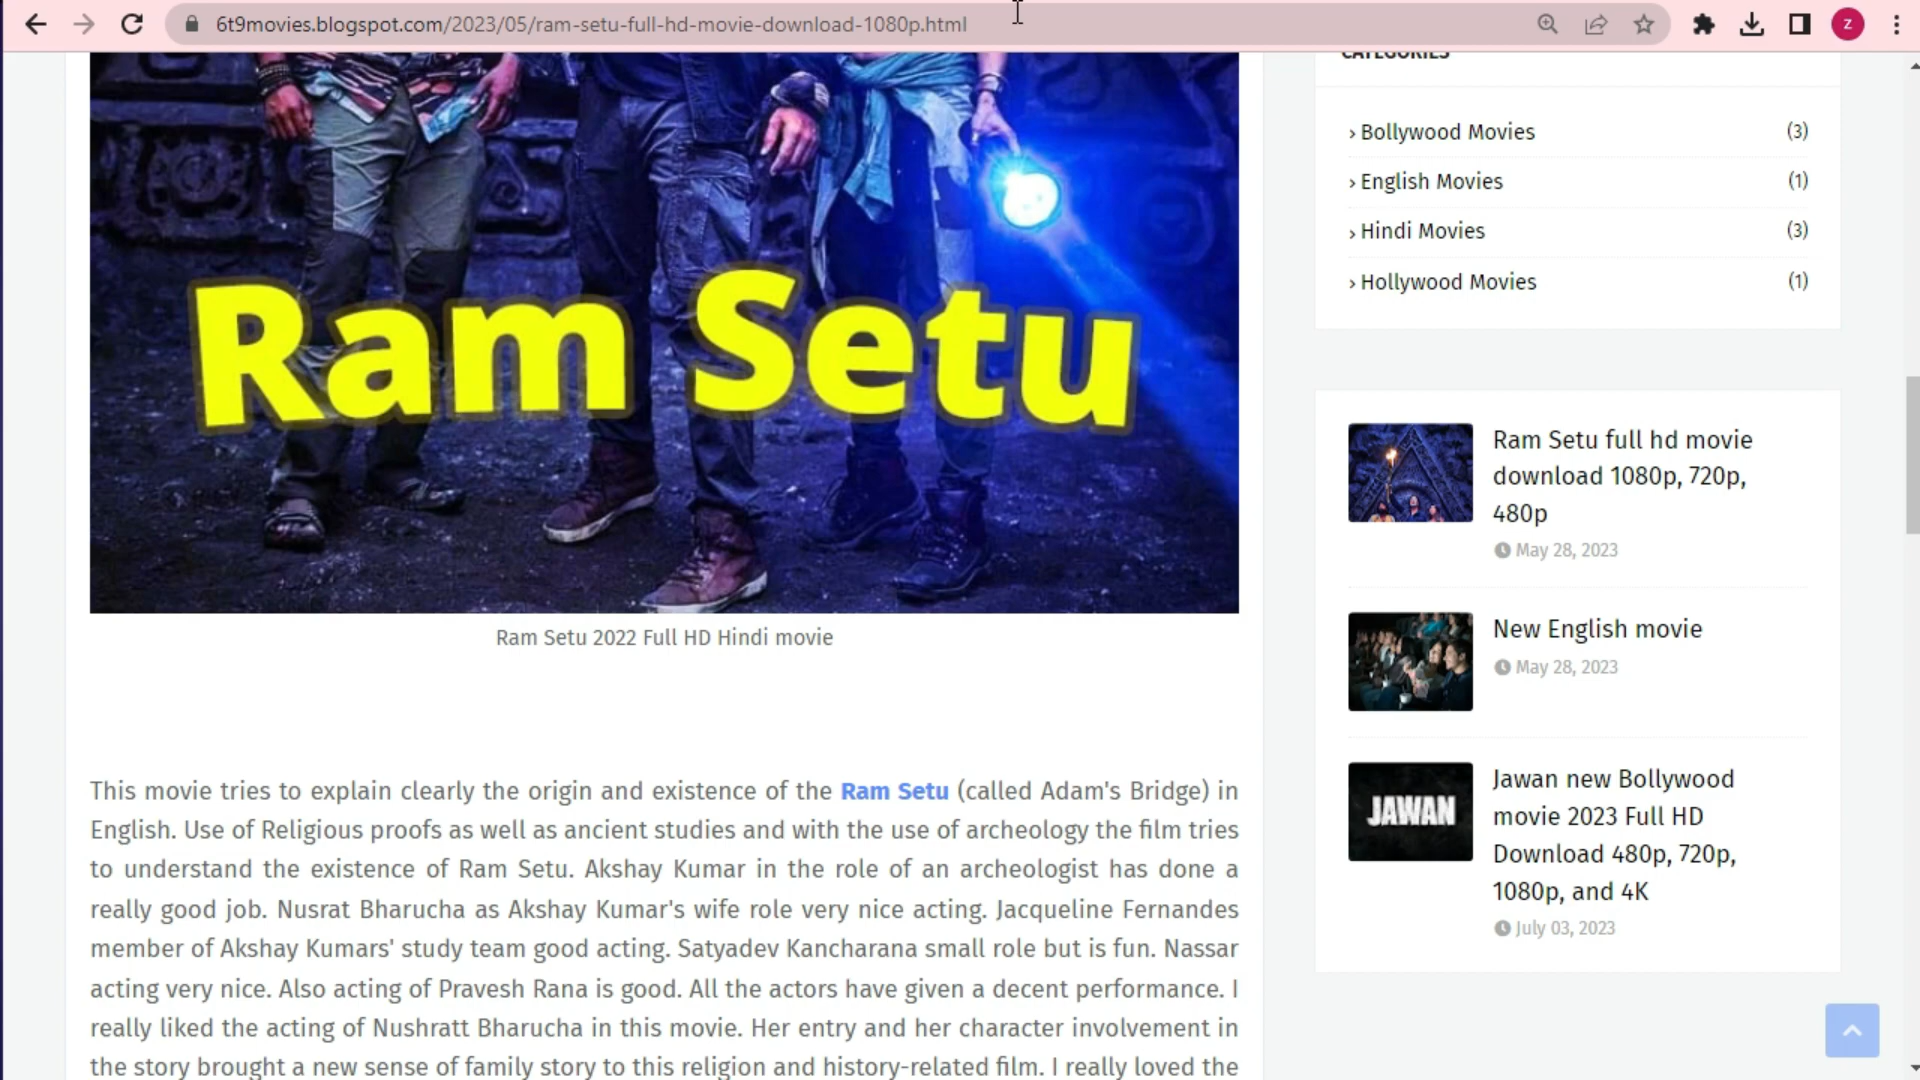 6t9movies.blogspot.com/2023/05/ram-setu-full-hd-movie-download-1080p.html
z
CATEGORIES
› Bollywood Movies (3)
› English Movies (1)
› Hindi Movies (3)
› Hollywood Movies (1)
Ram Setu
Ram Setu 2022 Full HD Hindi movie
This movie tries to explain clearly the origin and existence of the Ram Setu (called Adam's Bridge) in
English. Use of Religious proofs as well as ancient studies and with the use of archeology the film tries
to understand the existence of Ram Setu. Akshay Kumar in the role of an archeologist has done a
really good job. Nusrat Bharucha as Akshay Kumar's wife role very nice acting. Jacqueline Fernandes
member of Akshay Kumars' study team good acting. Satyadev Kancharana small role but is fun. Nassar
acting very nice. Also acting of Pravesh Rana is good. All the actors have given a decent performance. I
really liked the acting of Nushratt Bharucha in this movie. Her entry and her character involvement in
the story brought a new sense of family story to this religion and history-related film. I really loved the
Ram Setu full hd movie
download 1080p, 720p,
480p
May 28, 2023
New English movie
May 28, 2023
JAWAN
Jawan new Bollywood
movie 2023 Full HD
Download 480p, 720p,
1080p, and 4K
July 03, 2023